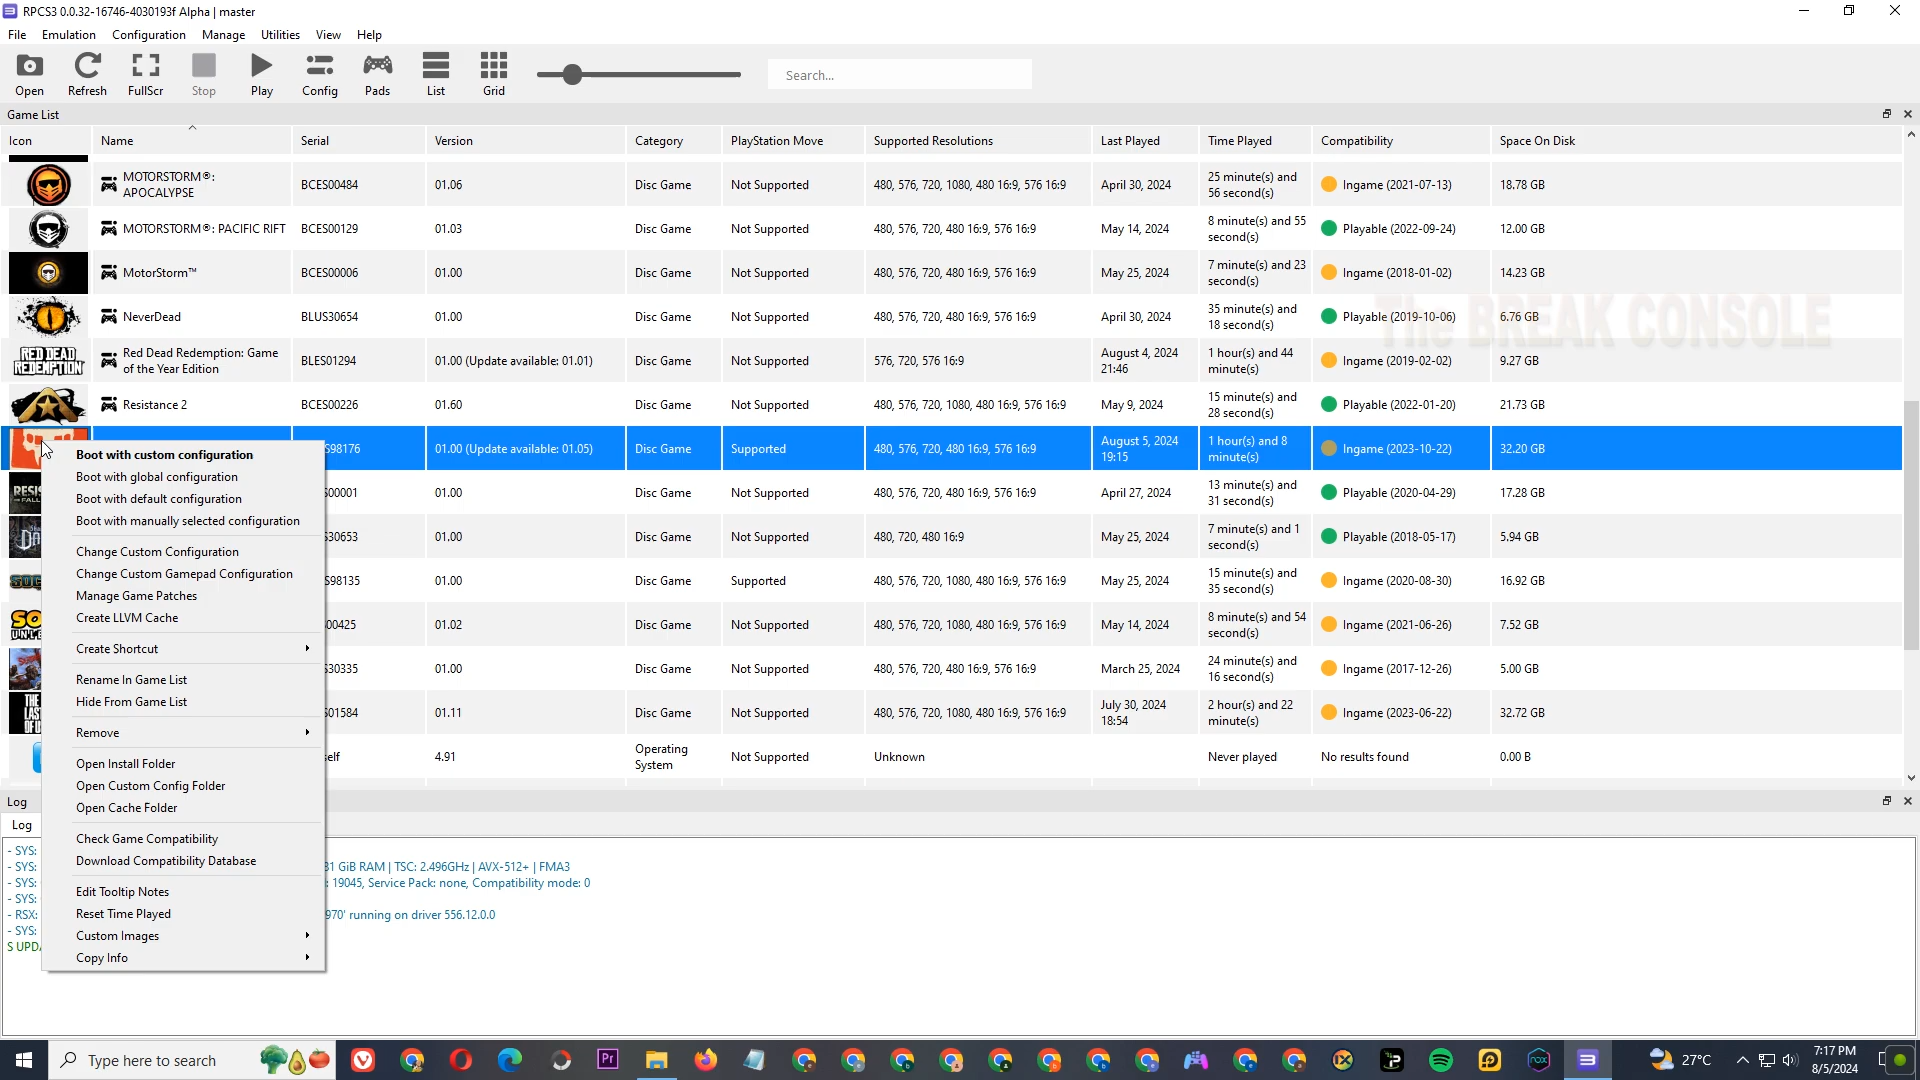 RPCS3 0.0.32-16746-4030193f Alpha | master
File Emulation Configuration Manage Utilities View Help
Open Refresh FullScr Stop Play Config Pads List Grid Search...
Game List
Icon Name Serial Version Category PlayStation Move Supported Resolutions Last Played Time Played Compatibility Space On Disk
MOTORSTORM®: APOCALYPSE BCES00484 01.06 Disc Game Not Supported 480, 576, 720, 1080, 480 16:9, 576 16:9 April 30, 2024 25 minute(s) and 56 second(s) Ingame (2021-07-13) 18.78 GB
MOTORSTORM®: PACIFIC RIFT BCES00129 01.03 Disc Game Not Supported 480, 576, 720, 480 16:9, 576 16:9 May 14, 2024 8 minute(s) and 55 second(s) Playable (2022-09-24) 12.00 GB
MotorStorm™ BCES00006 01.00 Disc Game Not Supported 480, 576, 720, 480 16:9, 576 16:9 May 25, 2024 7 minute(s) and 23 second(s) Ingame (2018-01-02) 14.23 GB
The BREAK CONSOLE
NeverDead BLUS30654 01.00 Disc Game Not Supported 480, 576, 720, 480 16:9, 576 16:9 April 30, 2024 35 minute(s) and 18 second(s) Playable (2019-10-06) 6.76 GB
RED DEAD REDEMPTION Red Dead Redemption: Game of the Year Edition BLES01294 01.00 (Update available: 01.01) Disc Game Not Supported 576, 720, 576 16:9 August 4, 2024 21:46 1 hour(s) and 44 minute(s) Ingame (2019-02-02) 9.27 GB
Resistance 2 BCES00226 01.60 Disc Game Not Supported 480, 576, 720, 1080, 480 16:9, 576 16:9 May 9, 2024 15 minute(s) and 28 second(s) Playable (2022-01-20) 21.73 GB
S98176 01.00 (Update available: 01.05) Disc Game Supported 480, 576, 720, 480 16:9, 576 16:9 August 5, 2024 19:15 1 hour(s) and 8 minute(s) Ingame (2023-10-22) 32.20 GB
S00001 01.00 Disc Game Not Supported 480, 576, 720, 480 16:9, 576 16:9 April 27, 2024 13 minute(s) and 31 second(s) Playable (2020-04-29) 17.28 GB
S30653 01.00 Disc Game Not Supported 480, 720, 480 16:9 May 25, 2024 7 minute(s) and 1 second(s) Playable (2018-05-17) 5.94 GB
S98135 01.00 Disc Game Supported 480, 576, 720, 1080, 480 16:9, 576 16:9 May 25, 2024 15 minute(s) and 35 second(s) Ingame (2020-08-30) 16.92 GB
00425 01.02 Disc Game Not Supported 480, 576, 720, 1080, 480 16:9, 576 16:9 May 14, 2024 8 minute(s) and 54 second(s) Ingame (2021-06-26) 7.52 GB
S30335 01.00 Disc Game Not Supported 480, 576, 720, 480 16:9, 576 16:9 March 25, 2024 24 minute(s) and 16 second(s) Ingame (2017-12-26) 5.00 GB
S01584 01.11 Disc Game Not Supported 480, 576, 720, 1080, 480 16:9, 576 16:9 July 30, 2024 18:54 2 hour(s) and 22 minute(s) Ingame (2023-06-22) 32.72 GB
self 4.91 Operating System Not Supported Unknown Never played No results found 0.00 B
Boot with custom configuration
Boot with global configuration
Boot with default configuration
Boot with manually selected configuration
Change Custom Configuration
Change Custom Gamepad Configuration
Manage Game Patches
Create LLVM Cache
Create Shortcut
Rename In Game List
Hide From Game List
Remove
Open Install Folder
Open Custom Config Folder
Open Cache Folder
Check Game Compatibility
Download Compatibility Database
Edit Tooltip Notes
Reset Time Played
Custom Images
Copy Info
Log
Log
- SYS:
- SYS: 31 GiB RAM | TSC: 2.496GHz | AVX-512+ | FMA3
- SYS: : 19045, Service Pack: none, Compatibility mode: 0
- SYS:
- RSX: 970' running on driver 556.12.0.0
- SYS:
S UPD
Type here to search 27°C 7:17 PM
8/5/2024